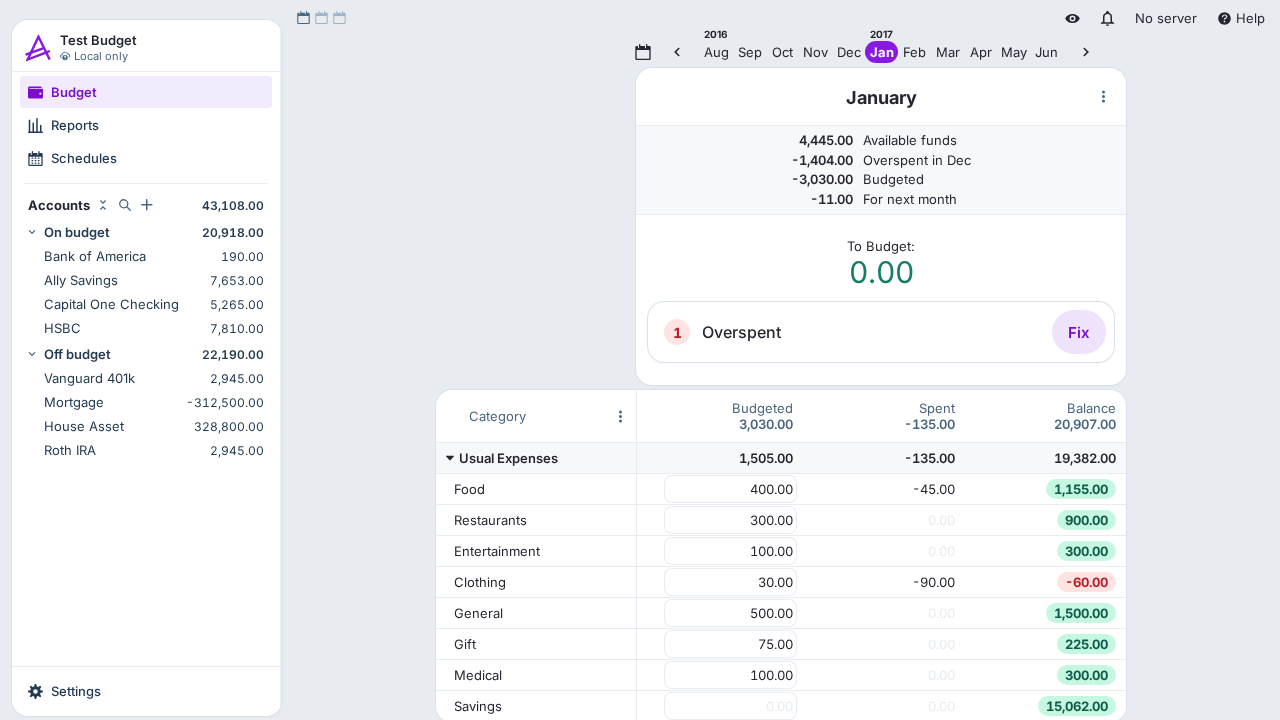 Test Budget
Local only
Budget
Reports
Schedules
Accounts 43,108.00
On budget 20,918.00
Bank of America 190.00
Ally Savings 7,653.00
Capital One Checking 5,265.00
HSBC 7,810.00
Off budget 22,190.00
Vanguard 401k 2,945.00
Mortgage -312,500.00
House Asset 328,800.00
Roth IRA 2,945.00
Settings
No server Help
2016 2017
Aug Sep Oct Nov Dec Jan Feb Mar Apr May Jun
January
4,445.00 Available funds
-1,404.00 Overspent in Dec
-3,030.00 Budgeted
-11.00 For next month
To Budget:
0.00
1 Overspent Fix
Category Budgeted Spent Balance
3,030.00 -135.00 20,907.00
Usual Expenses 1,505.00 -135.00 19,382.00
Food 400.00 -45.00 1,155.00
Restaurants 300.00 0.00 900.00
Entertainment 100.00 0.00 300.00
Clothing 30.00 -90.00 -60.00
General 500.00 0.00 1,500.00
Gift 75.00 0.00 225.00
Medical 100.00 0.00 300.00
Savings 0.00 0.00 15,062.00